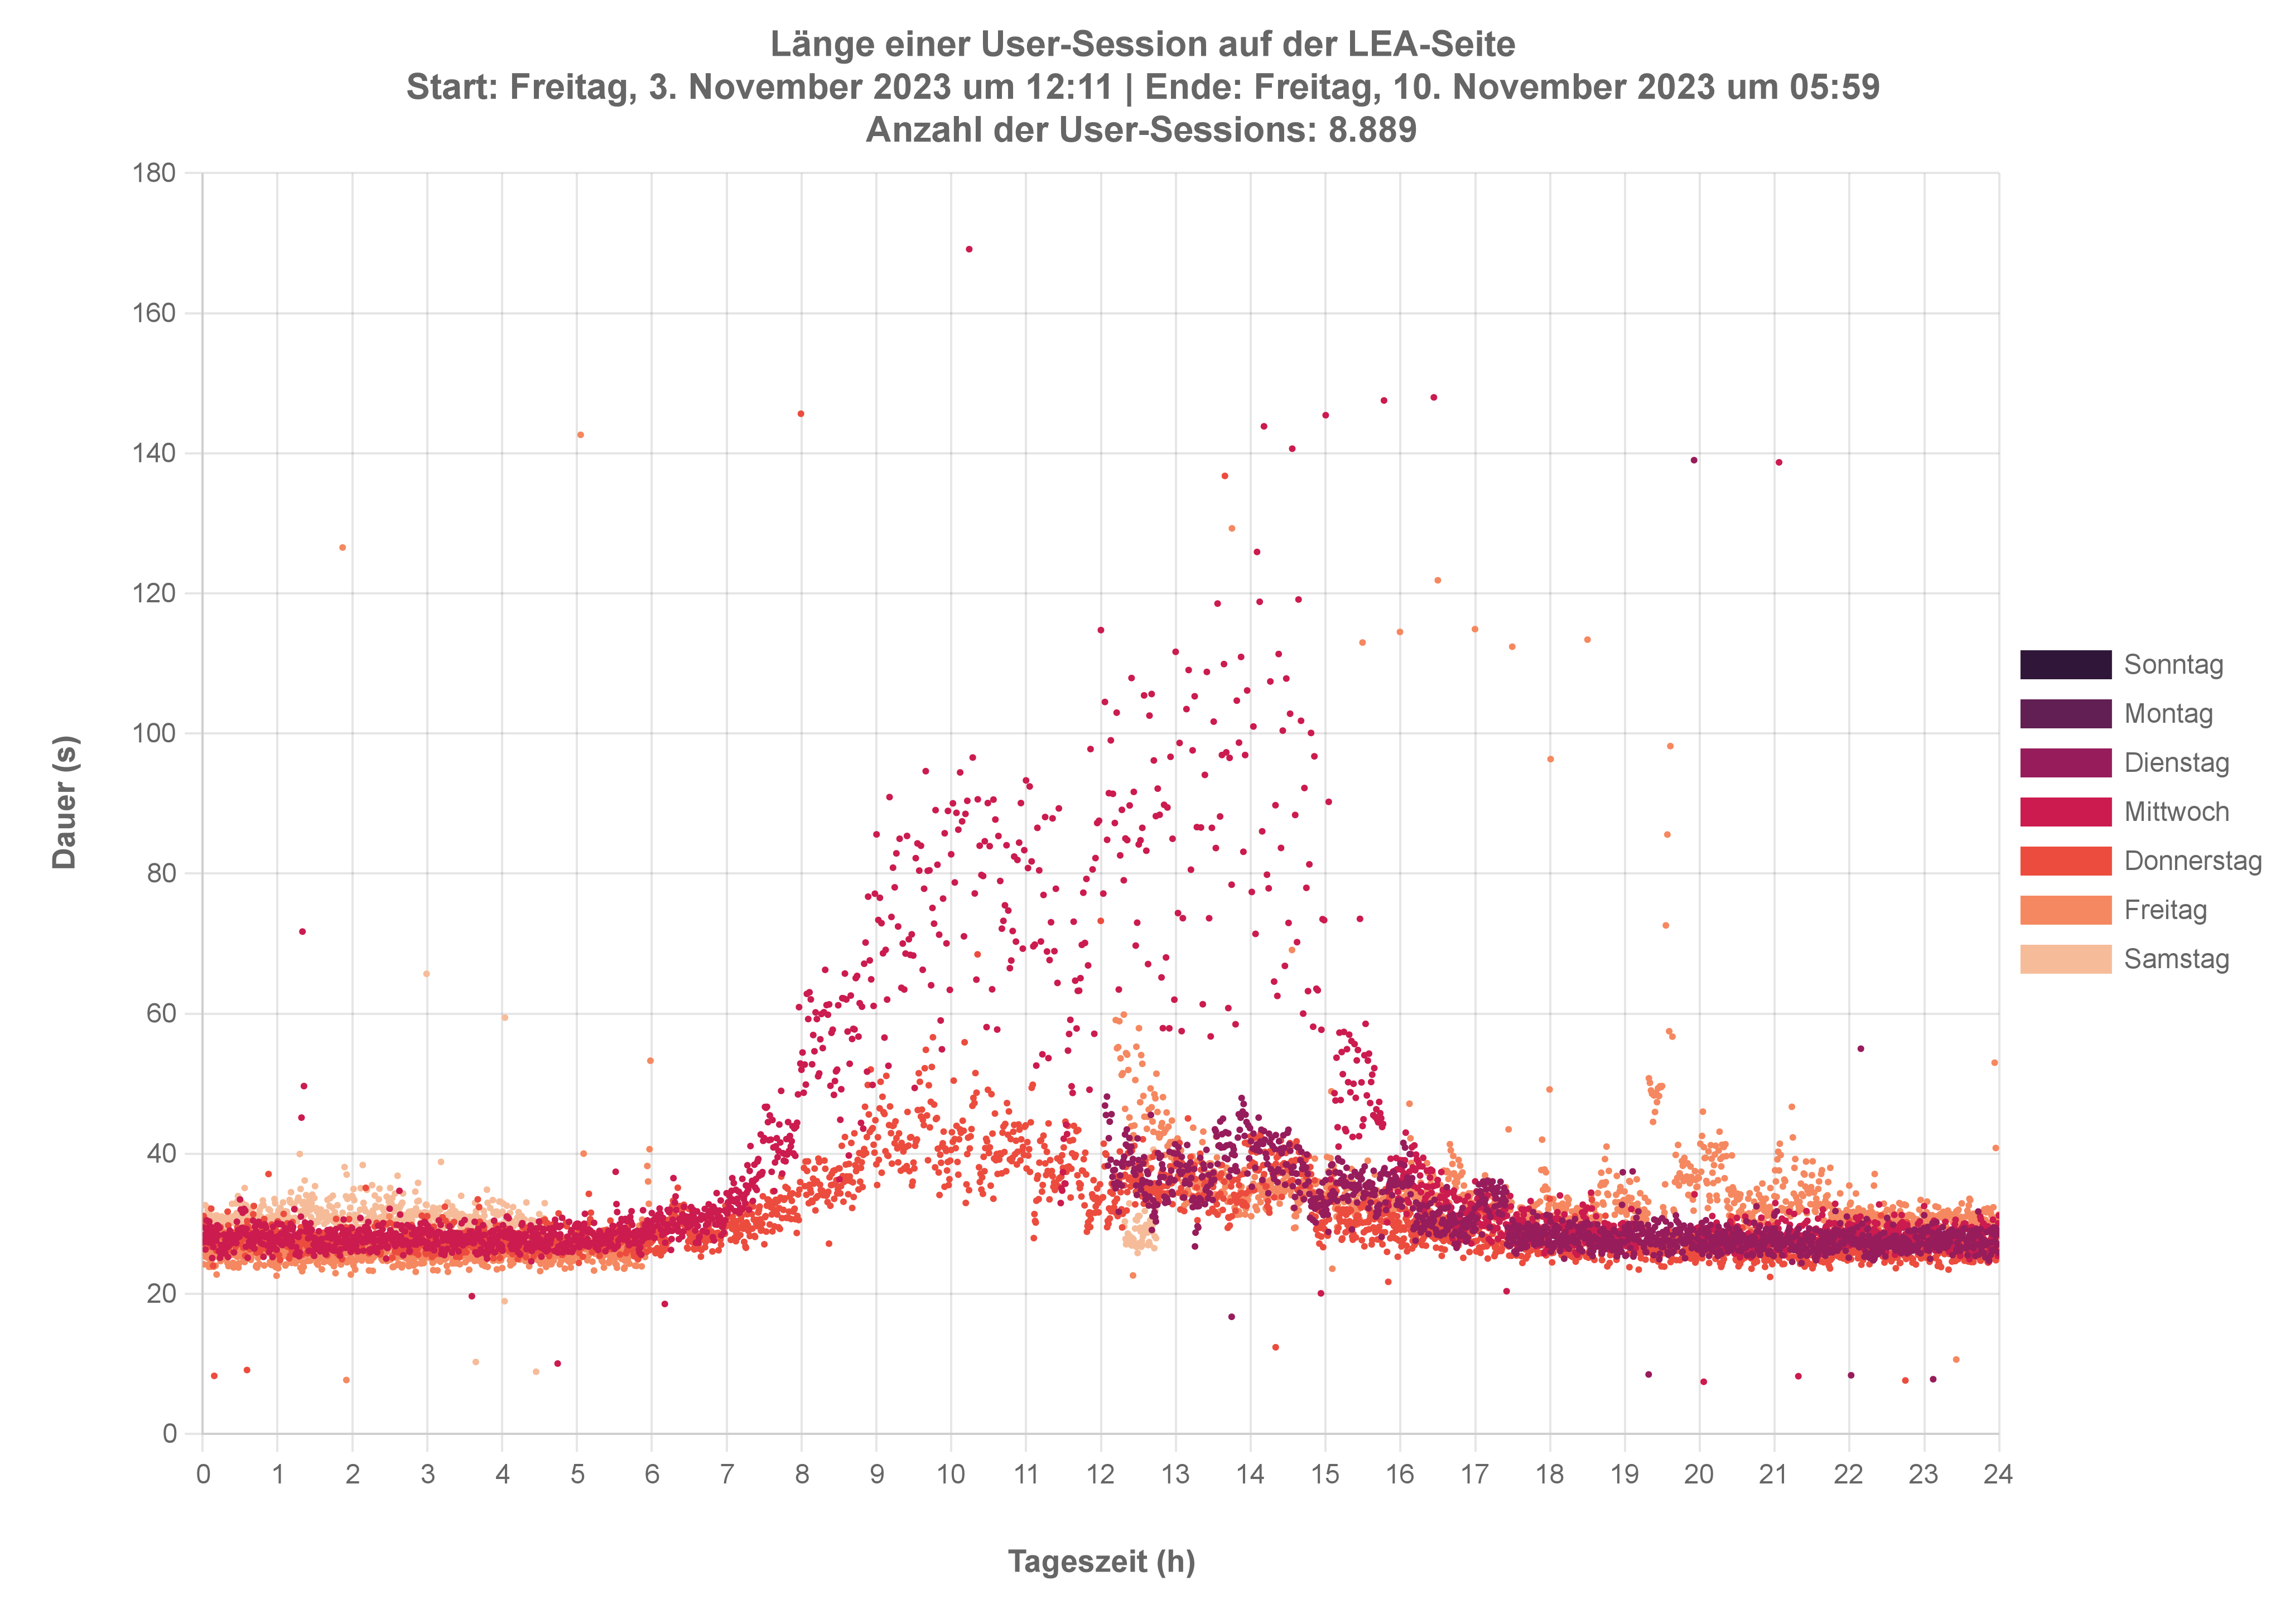 Länge einer User-Session auf der LEA-Seite
Start: Freitag, 3. November 2023 um 12:11 | Ende: Freitag, 10. November 2023 um 05:59
Anzahl der User-Sessions: 8.889
180
160
140
120
100
80
60
40
20
0
Dauer (s)
0 1 2 3 4 5 6 7 8 9 10 11 12 13 14 15 16 17 18 19 20 21 22 23 24
Tageszeit (h)
Sonntag
Montag
Dienstag
Mittwoch
Donnerstag
Freitag
Samstag